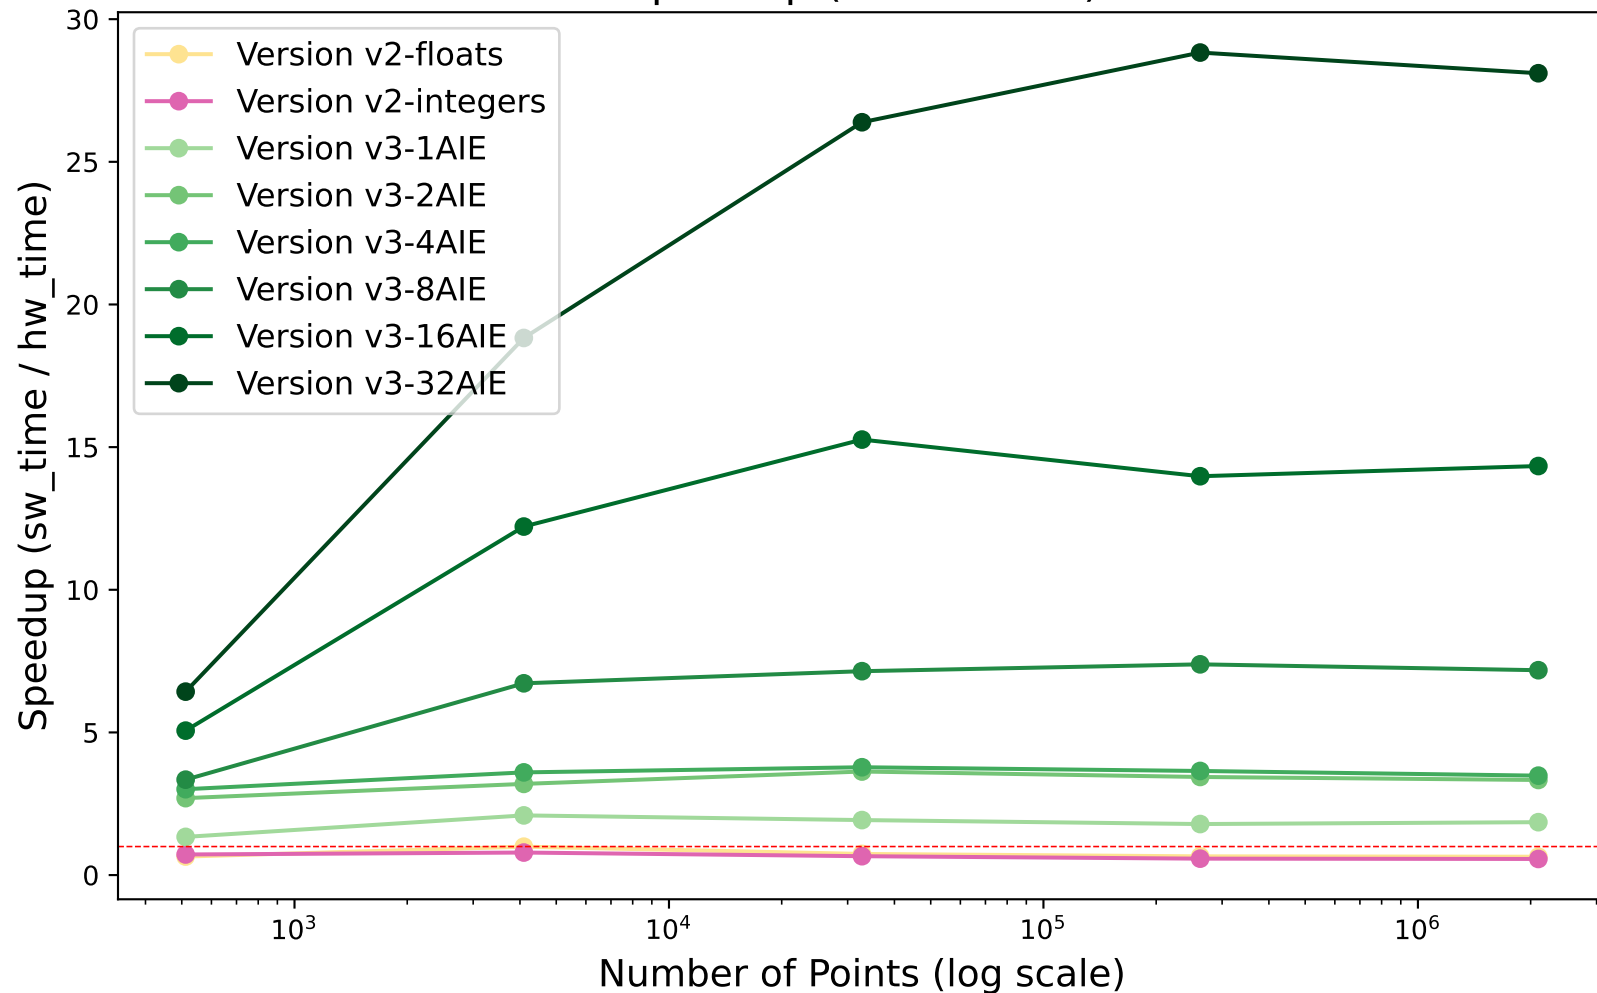 30
25
20
15
10
5
0
Speedup (sw_time / hw_time)
Version v2-floats
Version v2-integers
Version v3-1AIE
Version v3-2AIE
Version v3-4AIE
Version v3-8AIE
Version v3-16AIE
Version v3-32AIE
10³ 10⁴ 10⁵ 10⁶
Number of Points (log scale)